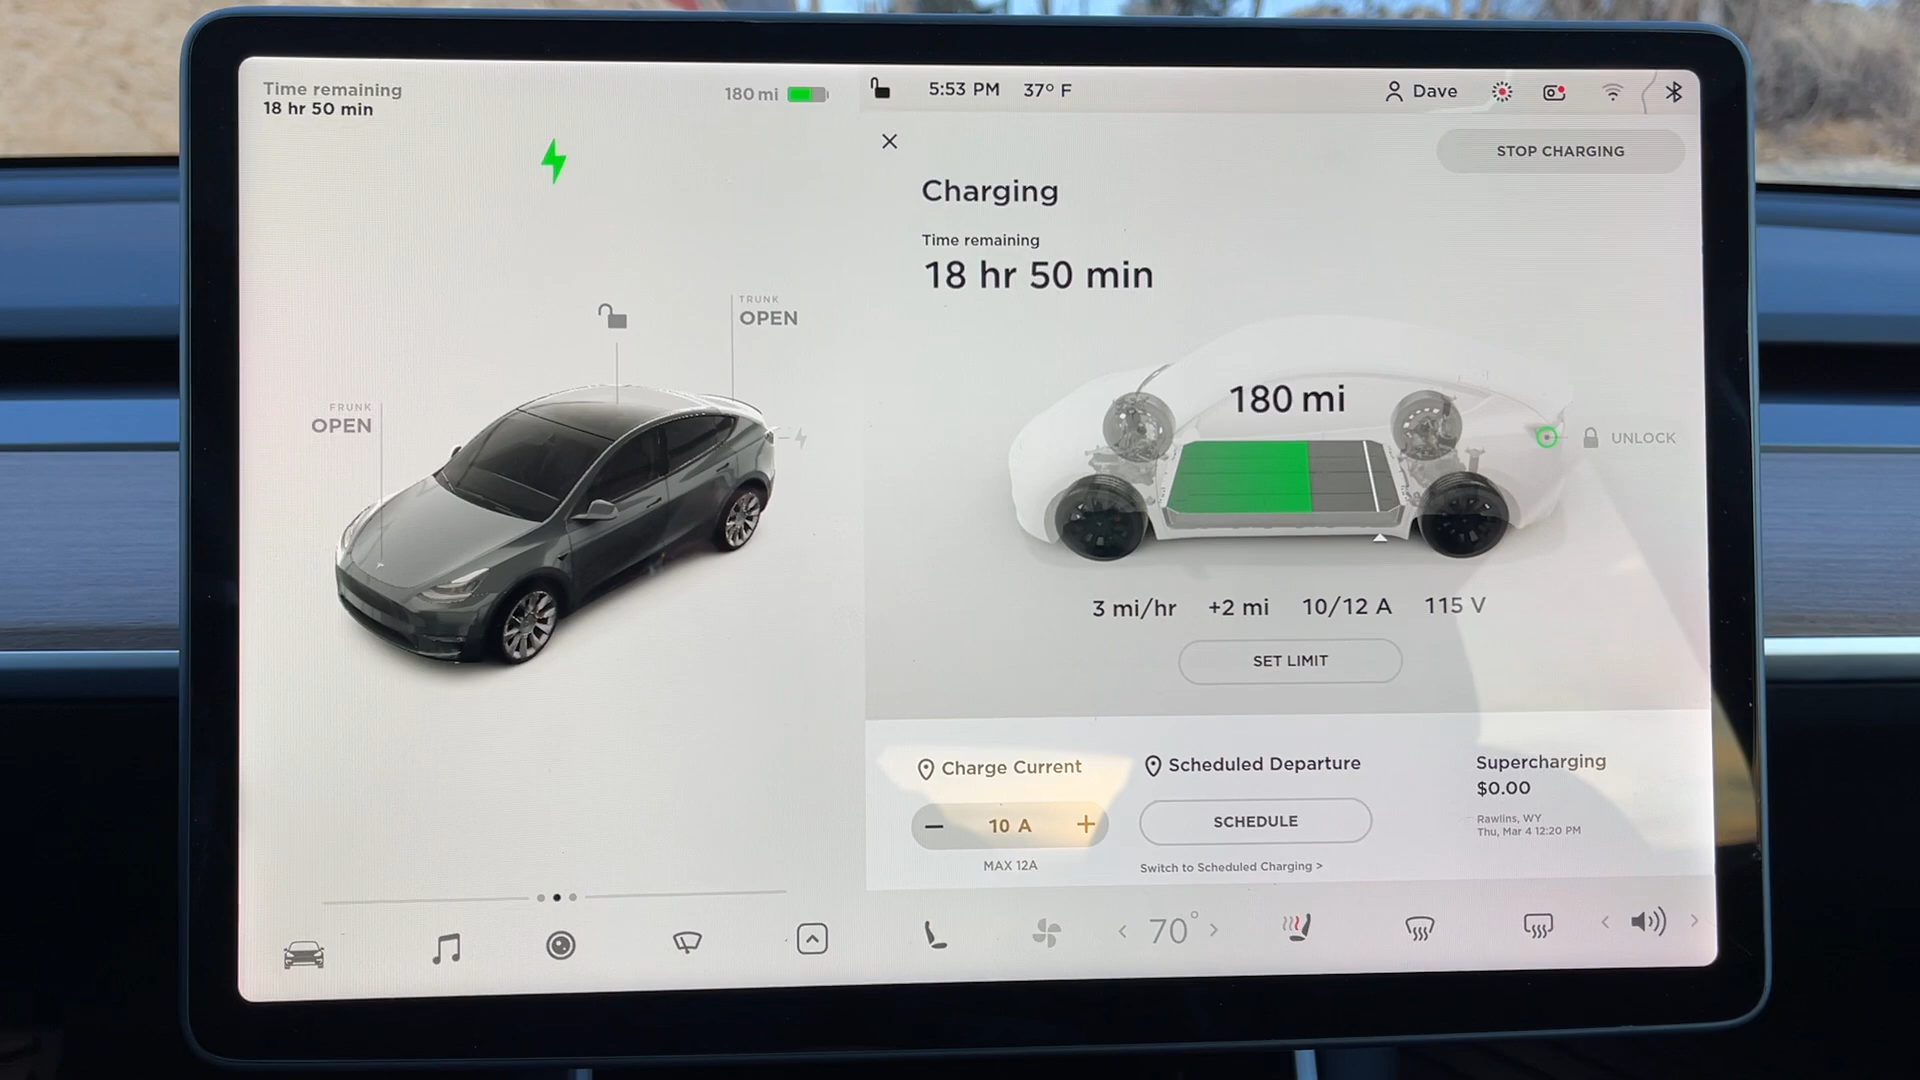 Time remaining
18 hr 50 min
180 mi
5:53 PM 37° F
Dave
STOP CHARGING
Charging
Time remaining
18 hr 50 min
TRUNK
OPEN
FRUNK
OPEN
180 mi
UNLOCK
3 mi/hr +2 mi 10/12 A 115 V
SET LIMIT
Charge Current
10 A
MAX 12A
Scheduled Departure
SCHEDULE
Switch to Scheduled Charging >
Supercharging
$0.00
Rawlins, WY
Thu, Mar 4 12:20 PM
70°